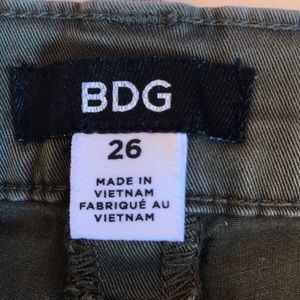 BDG
26
MADE IN
VIETNAM
FABRIQUÉ AU
VIETNAM